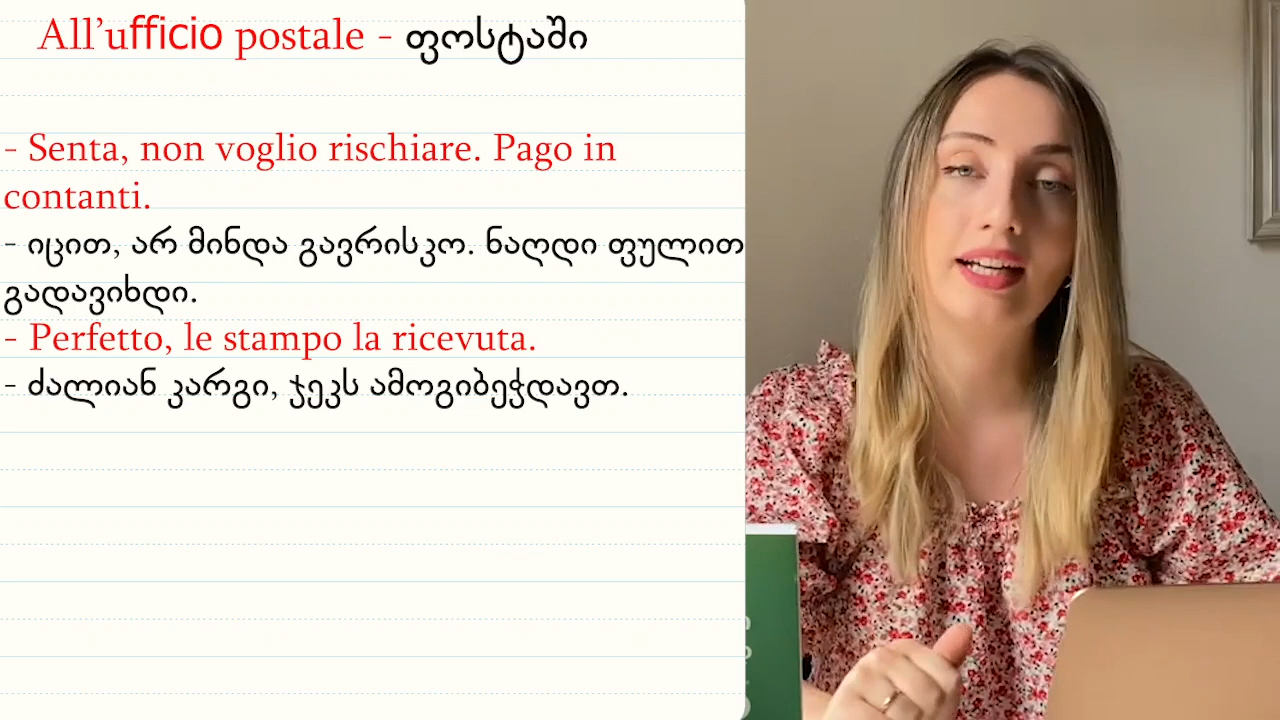 All’ufficio postale - ფოსტაში
- Senta, non voglio rischiare. Pago in
contanti.
- იცით, არ მინდა გავრისკო. ნაღდი ფულით
გადავიხდი.
- Perfetto, le stampo la ricevuta.
- ძალიან კარგი, ჯეკს ამოგიბეჭდავთ.